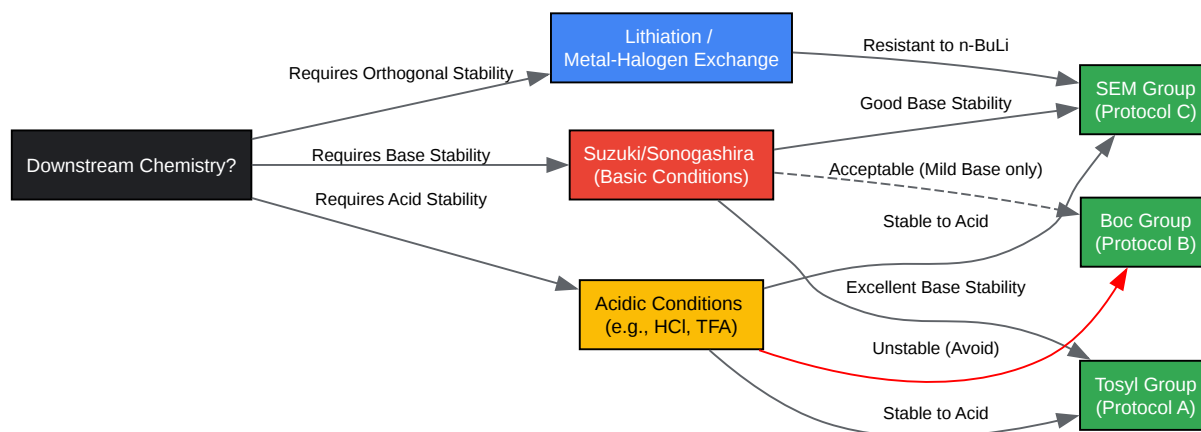 Lithiation /
Metal-Halogen Exchange
Resistant to n-BuLi
Requires Orthogonal Stability
SEM Group
(Protocol C)
Good Base Stability
Downstream Chemistry?
Requires Base Stability
Suzuki/Sonogashira
(Basic Conditions)
Acceptable (Mild Base only)
Requires Acid Stability
Stable to Acid
Boc Group
(Protocol B)
Acidic Conditions
(e.g., HCl, TFA)
Excellent Base Stability
Unstable (Avoid)
Tosyl Group
(Protocol A)
Stable to Acid